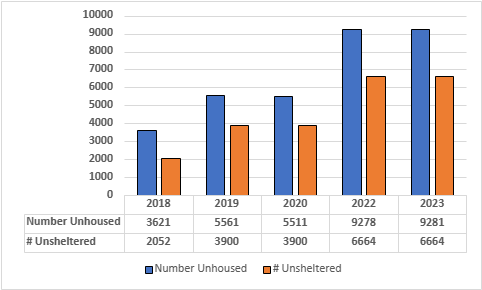 10000
9000
8000
7000
6000
5000
4000
3000
2000
1000
0
2018 2019 2020 2022 2023
Number Unhoused 3621 5561 5511 9278 9281
# Unsheltered 2052 3900 3900 6664 6664
Number Unhoused # Unsheltered